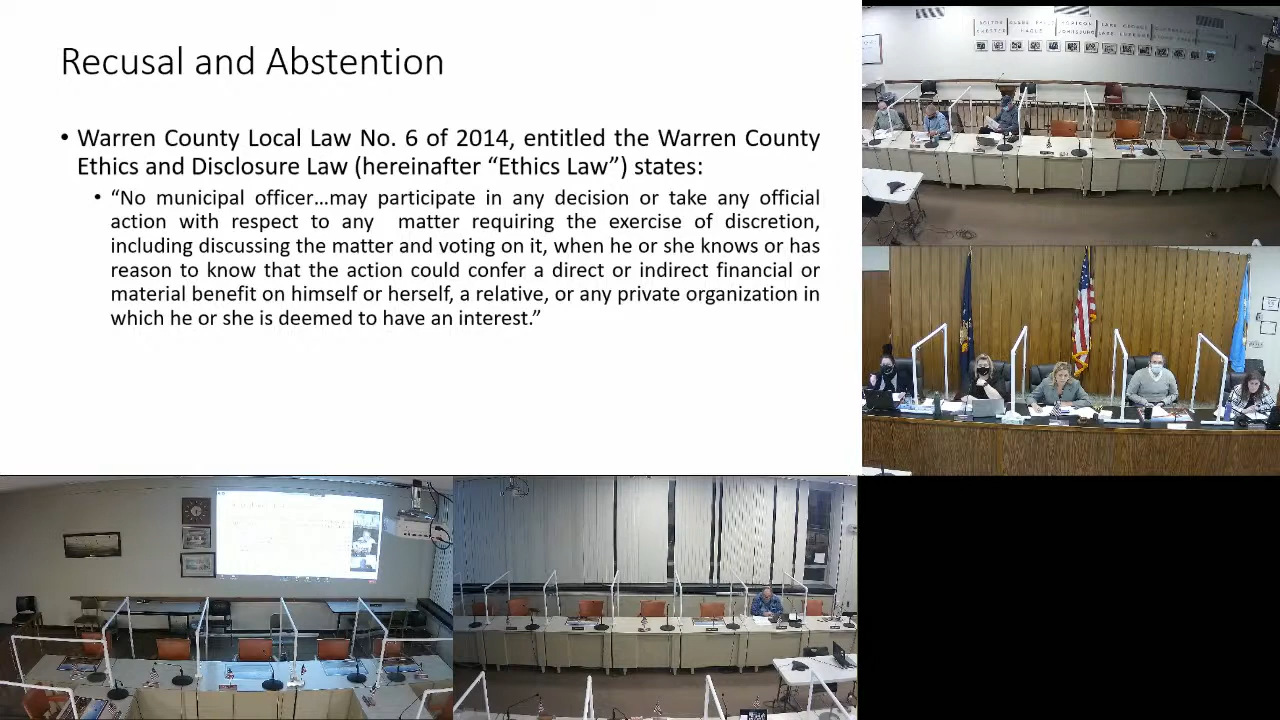 Recusal and Abstention
• Warren County Local Law No. 6 of 2014, entitled the Warren County
Ethics and Disclosure Law (hereinafter “Ethics Law”) states:
• “No municipal officer…may participate in any decision or take any official
action with respect to any matter requiring the exercise of discretion,
including discussing the matter and voting on it, when he or she knows or has
reason to know that the action could confer a direct or indirect financial or
material benefit on himself or herself, a relative, or any private organization in
which he or she is deemed to have an interest.”
BOLTON
CHESTER
HAGUE
JOHNSBURG